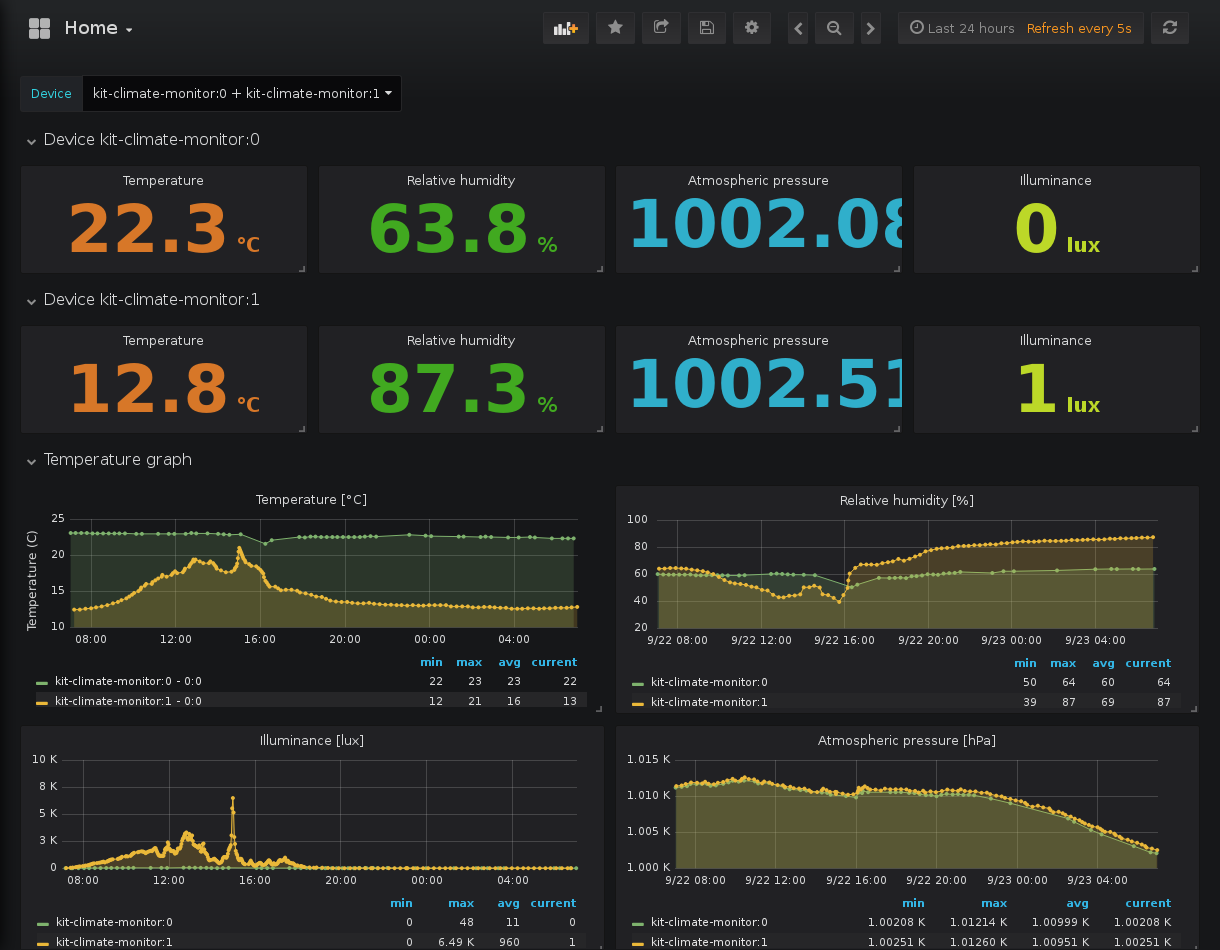 Home
Last 24 hours Refresh every 5s
Device kit-climate-monitor:0 + kit-climate-monitor:1
Device kit-climate-monitor:0
Temperature Relative humidity Atmospheric pressure Illuminance
22.3 °C 63.8 % 1002.08 0 lux
Device kit-climate-monitor:1
Temperature Relative humidity Atmospheric pressure Illuminance
12.8 °C 87.3 % 1002.51 1 lux
Temperature graph
Temperature [°C]
Temperature (C)
25
20
15
10
08:00 12:00 16:00 20:00 00:00 04:00
min max avg current
kit-climate-monitor:0 - 0:0 22 23 23 22
kit-climate-monitor:1 - 0:0 12 21 16 13
Relative humidity [%]
100
80
60
40
20
9/22 08:00 9/22 12:00 9/22 16:00 9/22 20:00 9/23 00:00 9/23 04:00
min max avg current
kit-climate-monitor:0 50 64 60 64
kit-climate-monitor:1 39 87 69 87
Illuminance [lux]
10 K
8 K
5 K
3 K
0
08:00 12:00 16:00 20:00 00:00 04:00
min max avg current
kit-climate-monitor:0 0 48 11 0
kit-climate-monitor:1 0 6.49 K 960 1
Atmospheric pressure [hPa]
1.015 K
1.010 K
1.005 K
1.000 K
9/22 08:00 9/22 12:00 9/22 16:00 9/22 20:00 9/23 00:00 9/23 04:00
min max avg current
kit-climate-monitor:0 1.00208 K 1.01214 K 1.00999 K 1.00208 K
kit-climate-monitor:1 1.00251 K 1.01260 K 1.00951 K 1.00251 K